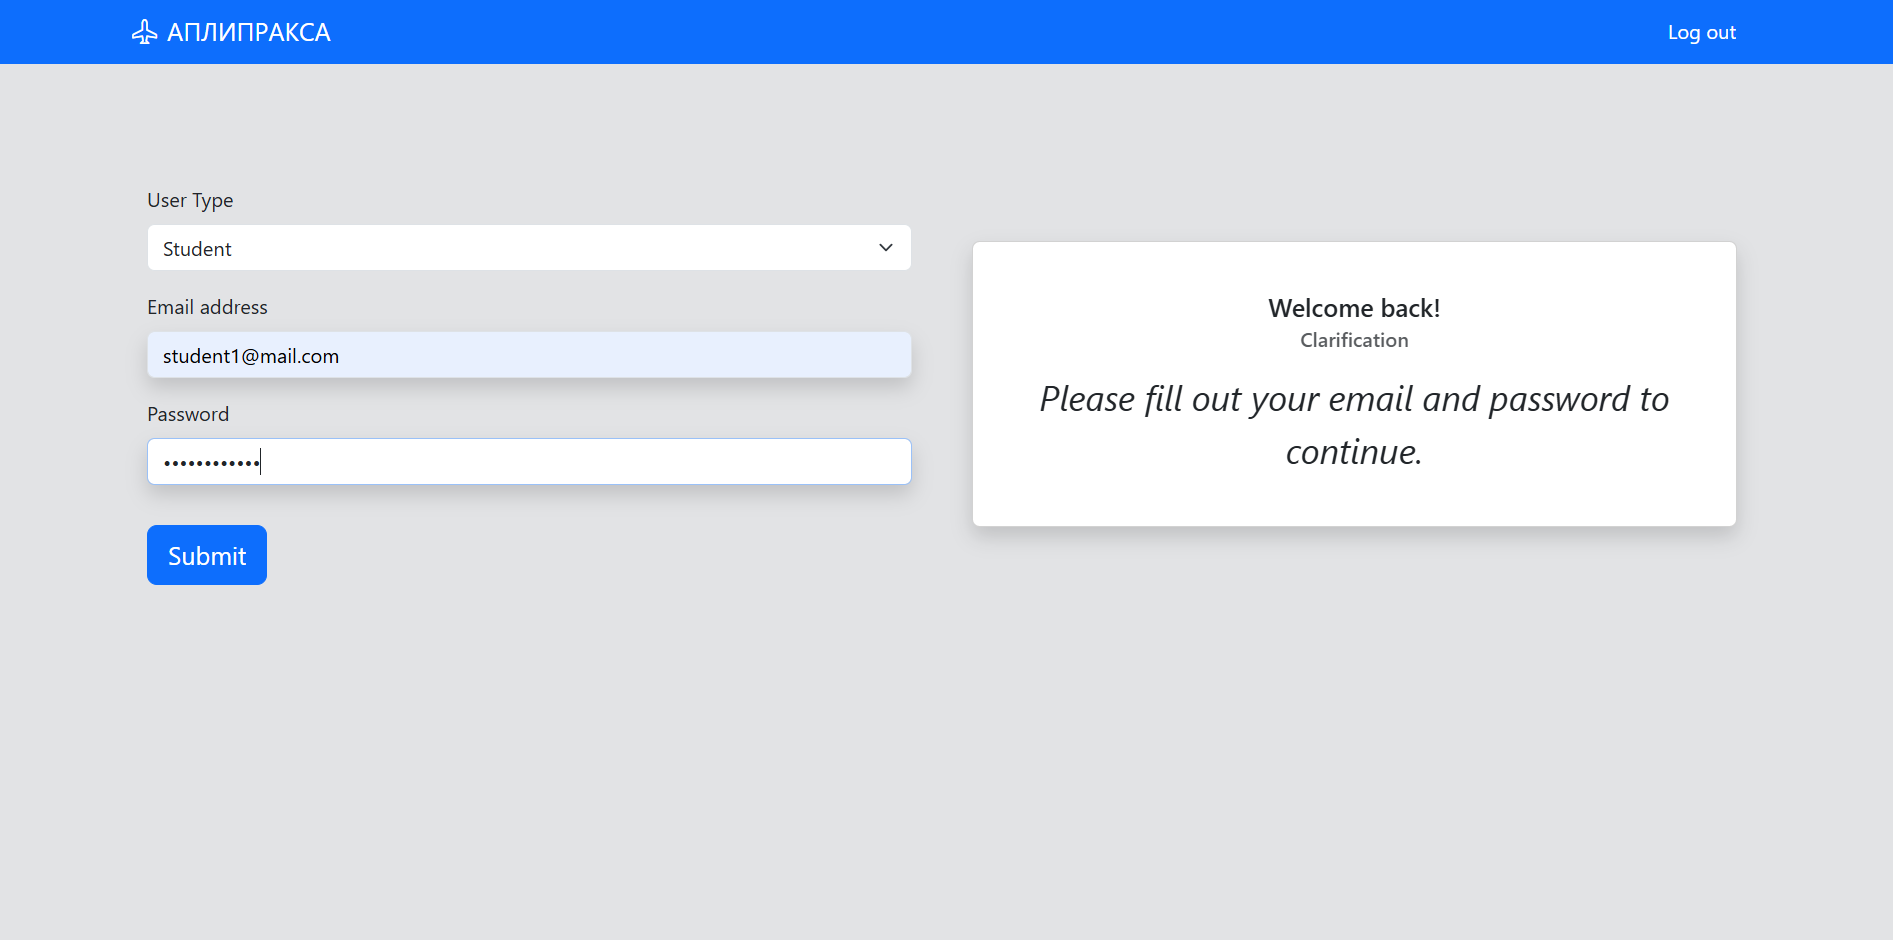 АПЛИПРАКСА
Log out
User Type
Student
Email address
student1@mail.com
Password
••••••••••••
Submit
Welcome back!
Clarification
Please fill out your email and password to
continue.